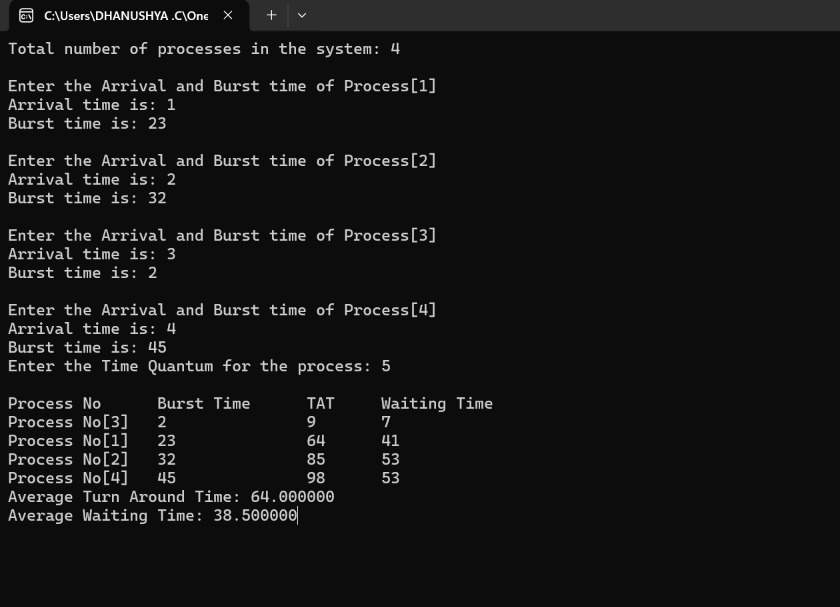 C:\Users\DHANUSHYA .C\One
Total number of processes in the system: 4
Enter the Arrival and Burst time of Process[1]
Arrival time is: 1
Burst time is: 23
Enter the Arrival and Burst time of Process[2]
Arrival time is: 2
Burst time is: 32
Enter the Arrival and Burst time of Process[3]
Arrival time is: 3
Burst time is: 2
Enter the Arrival and Burst time of Process[4]
Arrival time is: 4
Burst time is: 45
Enter the Time Quantum for the process: 5
Process No Burst Time TAT Waiting Time
Process No[3] 2 9 7
Process No[1] 23 64 41
Process No[2] 32 85 53
Process No[4] 45 98 53
Average Turn Around Time: 64.000000
Average Waiting Time: 38.500000